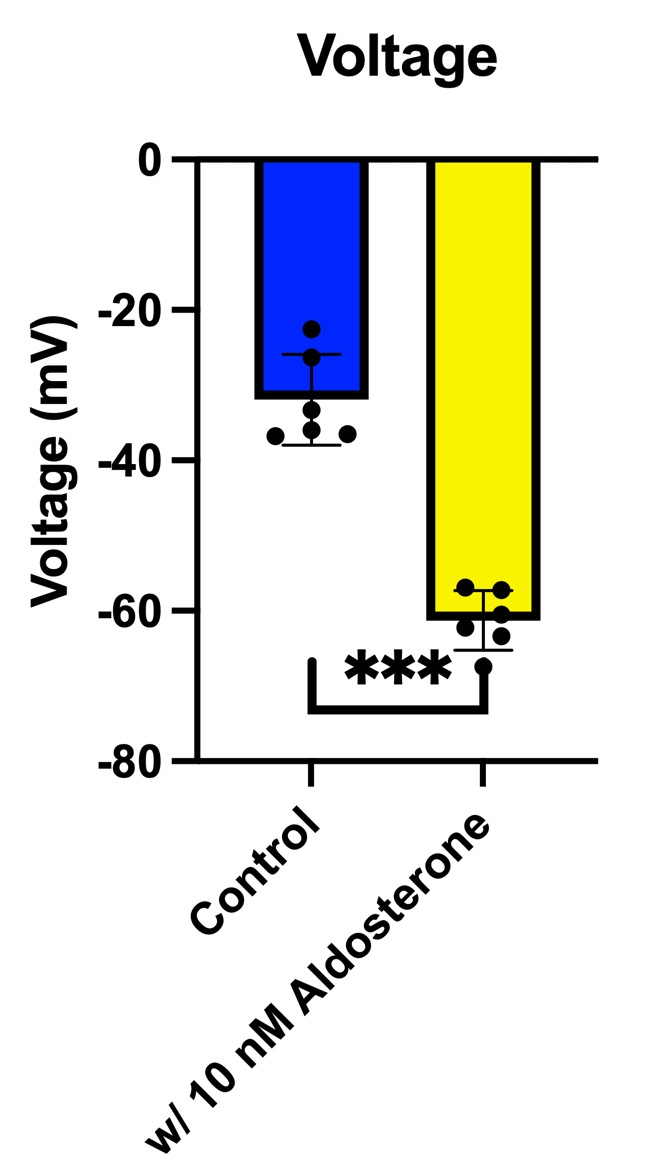 Voltage
0
-20
-40
-60
-80
Voltage (mV)
***
Control
w/ 10 nM Aldosterone